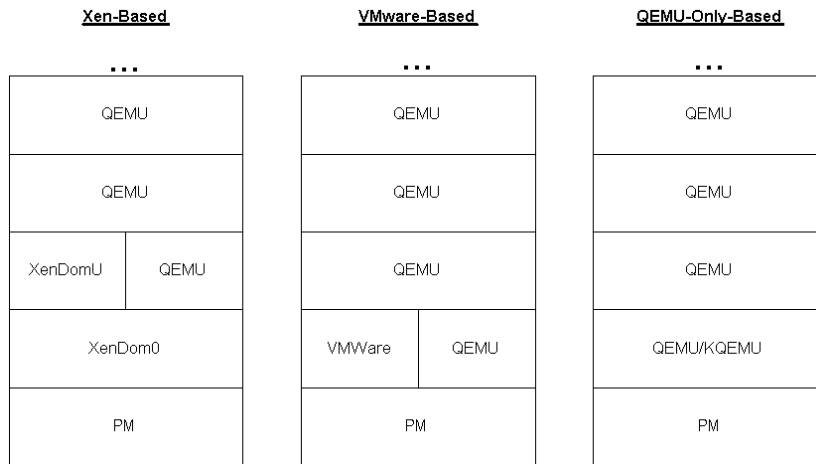 Xen-Based
VMware-Based
QEMU-Only-Based
...
...
...
QEMU
QEMU
QEMU
QEMU
QEMU
QEMU
XenDomU
QEMU
QEMU
QEMU
XenDom0
VMWare
QEMU
QEMU/KQEMU
PM
PM
PM